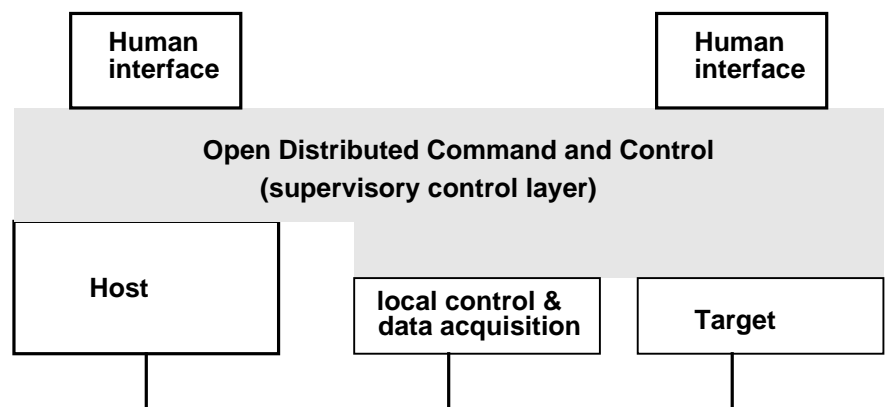 Human
interface
Human
interface
Open Distributed Command and Control
(supervisory control layer)
Host
local control &
data acquisition
Target